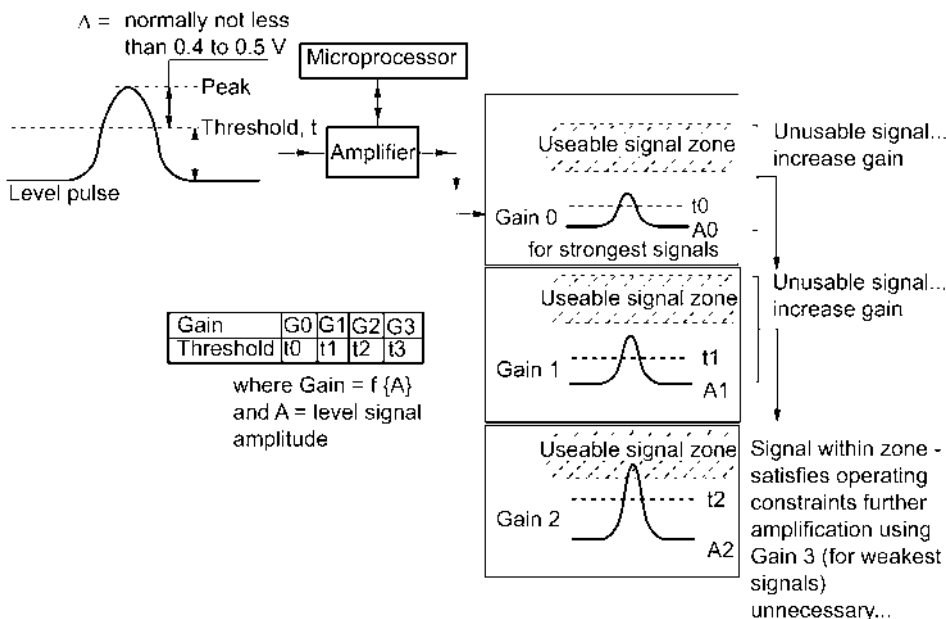 Δ = normally not less
than 0.4 to 0.5 V
Peak
Threshold, t
Level pulse
Microprocessor
Amplifier
Useable signal zone
Gain 0
t0
A0
for strongest signals
Unusable signal...
increase gain
Useable signal zone
Gain 1
t1
A1
Unusable signal...
increase gain
Useable signal zone
Gain 2
t2
A2
Signal within zone -
satisfies operating
constraints further
amplification using
Gain 3 (for weakest
signals)
unnecessary...
Gain G0 G1 G2 G3
Threshold t0 t1 t2 t3
where Gain = f {A}
and A = level signal
amplitude